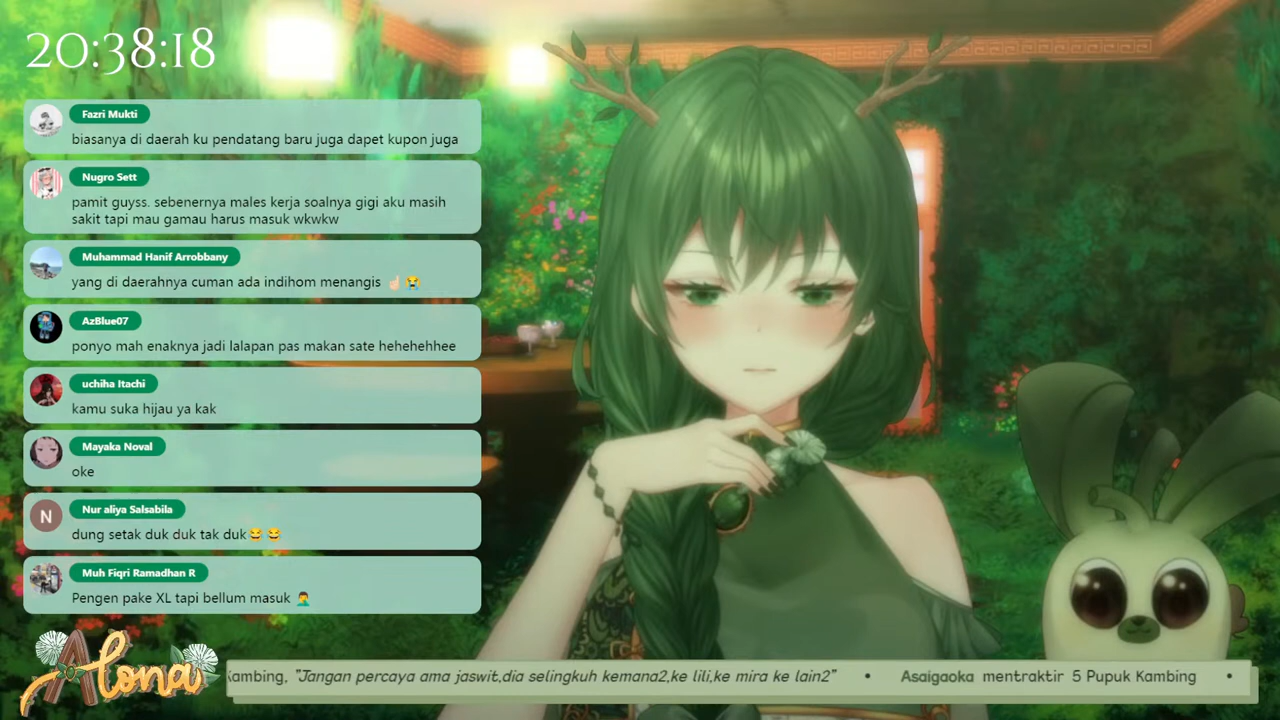 20:38:18
Fazri Mukti
biasanya di daerah ku pendatang baru juga dapet kupon juga
Nugro Sett
pamit guyss. sebenernya males kerja soalnya gigi aku masih
sakit tapi mau gamau harus masuk wkwkw
Muhammad Hanif Arrobbany
yang di daerahnya cuman ada indihom menangis ☝🏻😭
AzBlue07
ponyo mah enaknya jadi lalapan pas makan sate hehehehhee
uchiha Itachi
kamu suka hijau ya kak
Mayaka Noval
oke
N
Nur aliya Salsabila
dung setak duk duk tak duk😂😂
Muh Fiqri Ramadhan R
Pengen pake XL tapi bellum masuk 🤦‍♂️
Alona
Kambing, "Jangan percaya ama jaswit,dia selingkuh kemana2,ke lili,ke mira ke lain2" • Asaigaoka mentraktir 5 Pupuk Kambing •